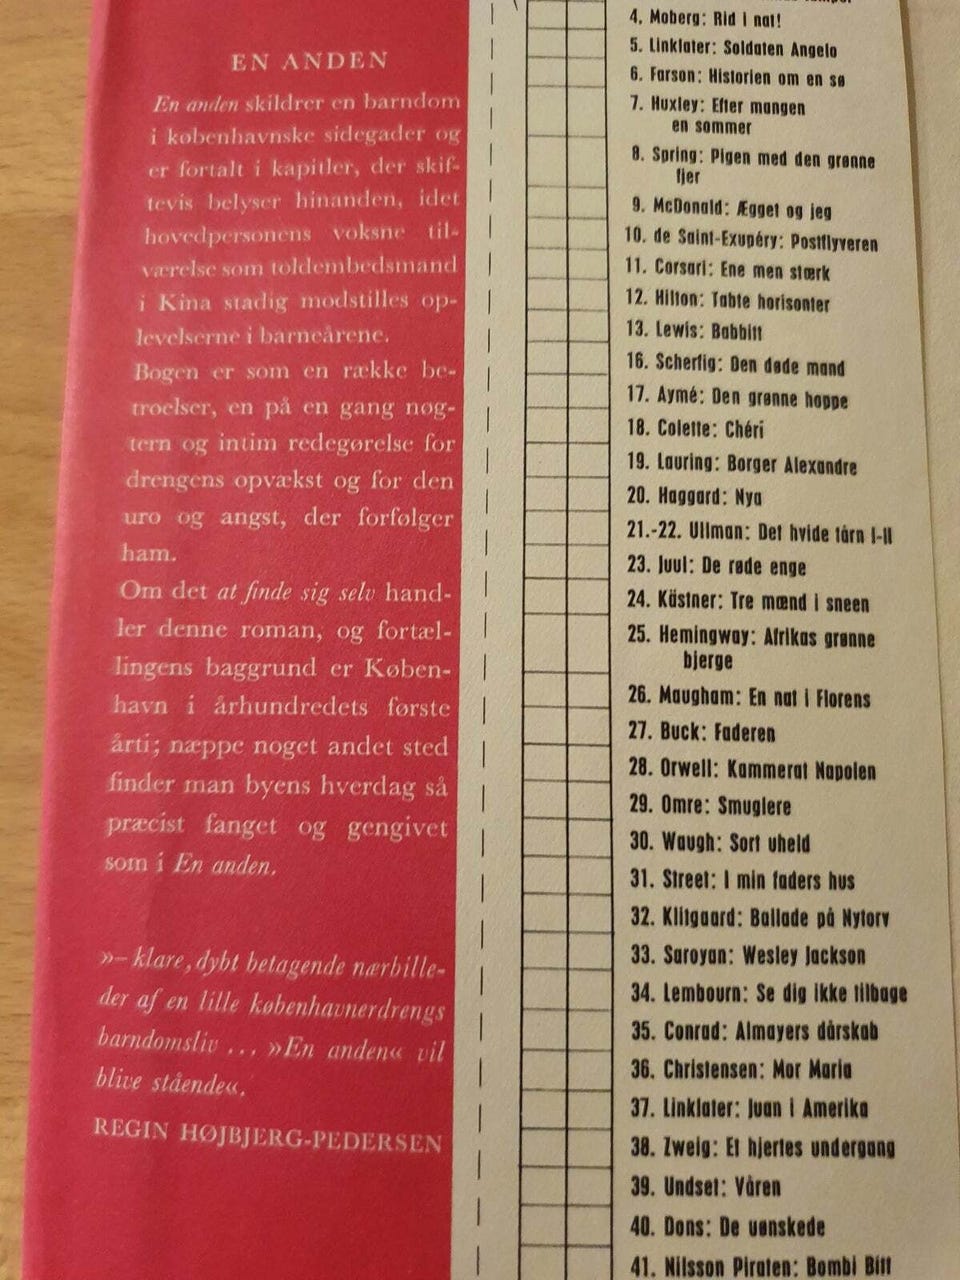 EN ANDEN
En anden skildrer en barndom
i københavnske sidegader og
er fortalt i kapitler, der skif-
tevis belyser hinanden, idet
hovedpersonens voksne til-
værelse som toldembedsmand
i Kina stadig modstilles op-
levelserne i barneårene.
Bogen er som en række be-
troelser, en på en gang nøg-
tern og intim redegørelse for
drengens opvækst og for den
uro og angst, der forfølger
ham.
Om det at finde sig selv hand-
ler denne roman, og fortæl-
lingens baggrund er Køben-
havn i århundredets første
årti; næppe noget andet sted
finder man byens hverdag så
præcist fanget og gengivet
som i En anden.
»– klare, dybt betagende nærbille-
der af en lille københavnerdrengs
barndomsliv ... »En anden« vil
blive stående«.
REGIN HØJBJERG-PEDERSEN
4. Moberg: Rid i nat!
5. Linklater: Soldaten Angelo
6. Farson: Historien om en sø
7. Huxley: Efter mangen
en sommer
8. Spring: Pigen med den grønne
fjer
9. McDonald: Ægget og jeg
10. de Saint-Exupéry: Postflyveren
11. Corsari: Ene men stærk
12. Hilton: Tabte horisonter
13. Lewis: Babbitt
16. Scherfig: Den døde mand
17. Aymé: Den grønne hoppe
18. Colette: Chéri
19. Lauring: Borger Alexandre
20. Haggard: Nya
21.-22. Ullman: Det hvide tårn I-II
23. Juul: De røde enge
24. Kästner: Tre mænd i sneen
25. Hemingway: Afrikas grønne
bjerge
26. Maugham: En nat i Florens
27. Buck: Faderen
28. Orwell: Kammerat Napolen
29. Omre: Smuglere
30. Waugh: Sort uheld
31. Street: I min faders hus
32. Klitgaard: Ballade på Nytorv
33. Saroyan: Wesley Jackson
34. Lembourn: Se dig ikke tilbage
35. Conrad: Almayers dårskab
36. Christensen: Mor Maria
37. Linklater: Juan i Amerika
38. Zweig: Et hjertes undergang
39. Undset: Våren
40. Dons: De uønskede
41. Nilsson Piraten: Bombi Bitt